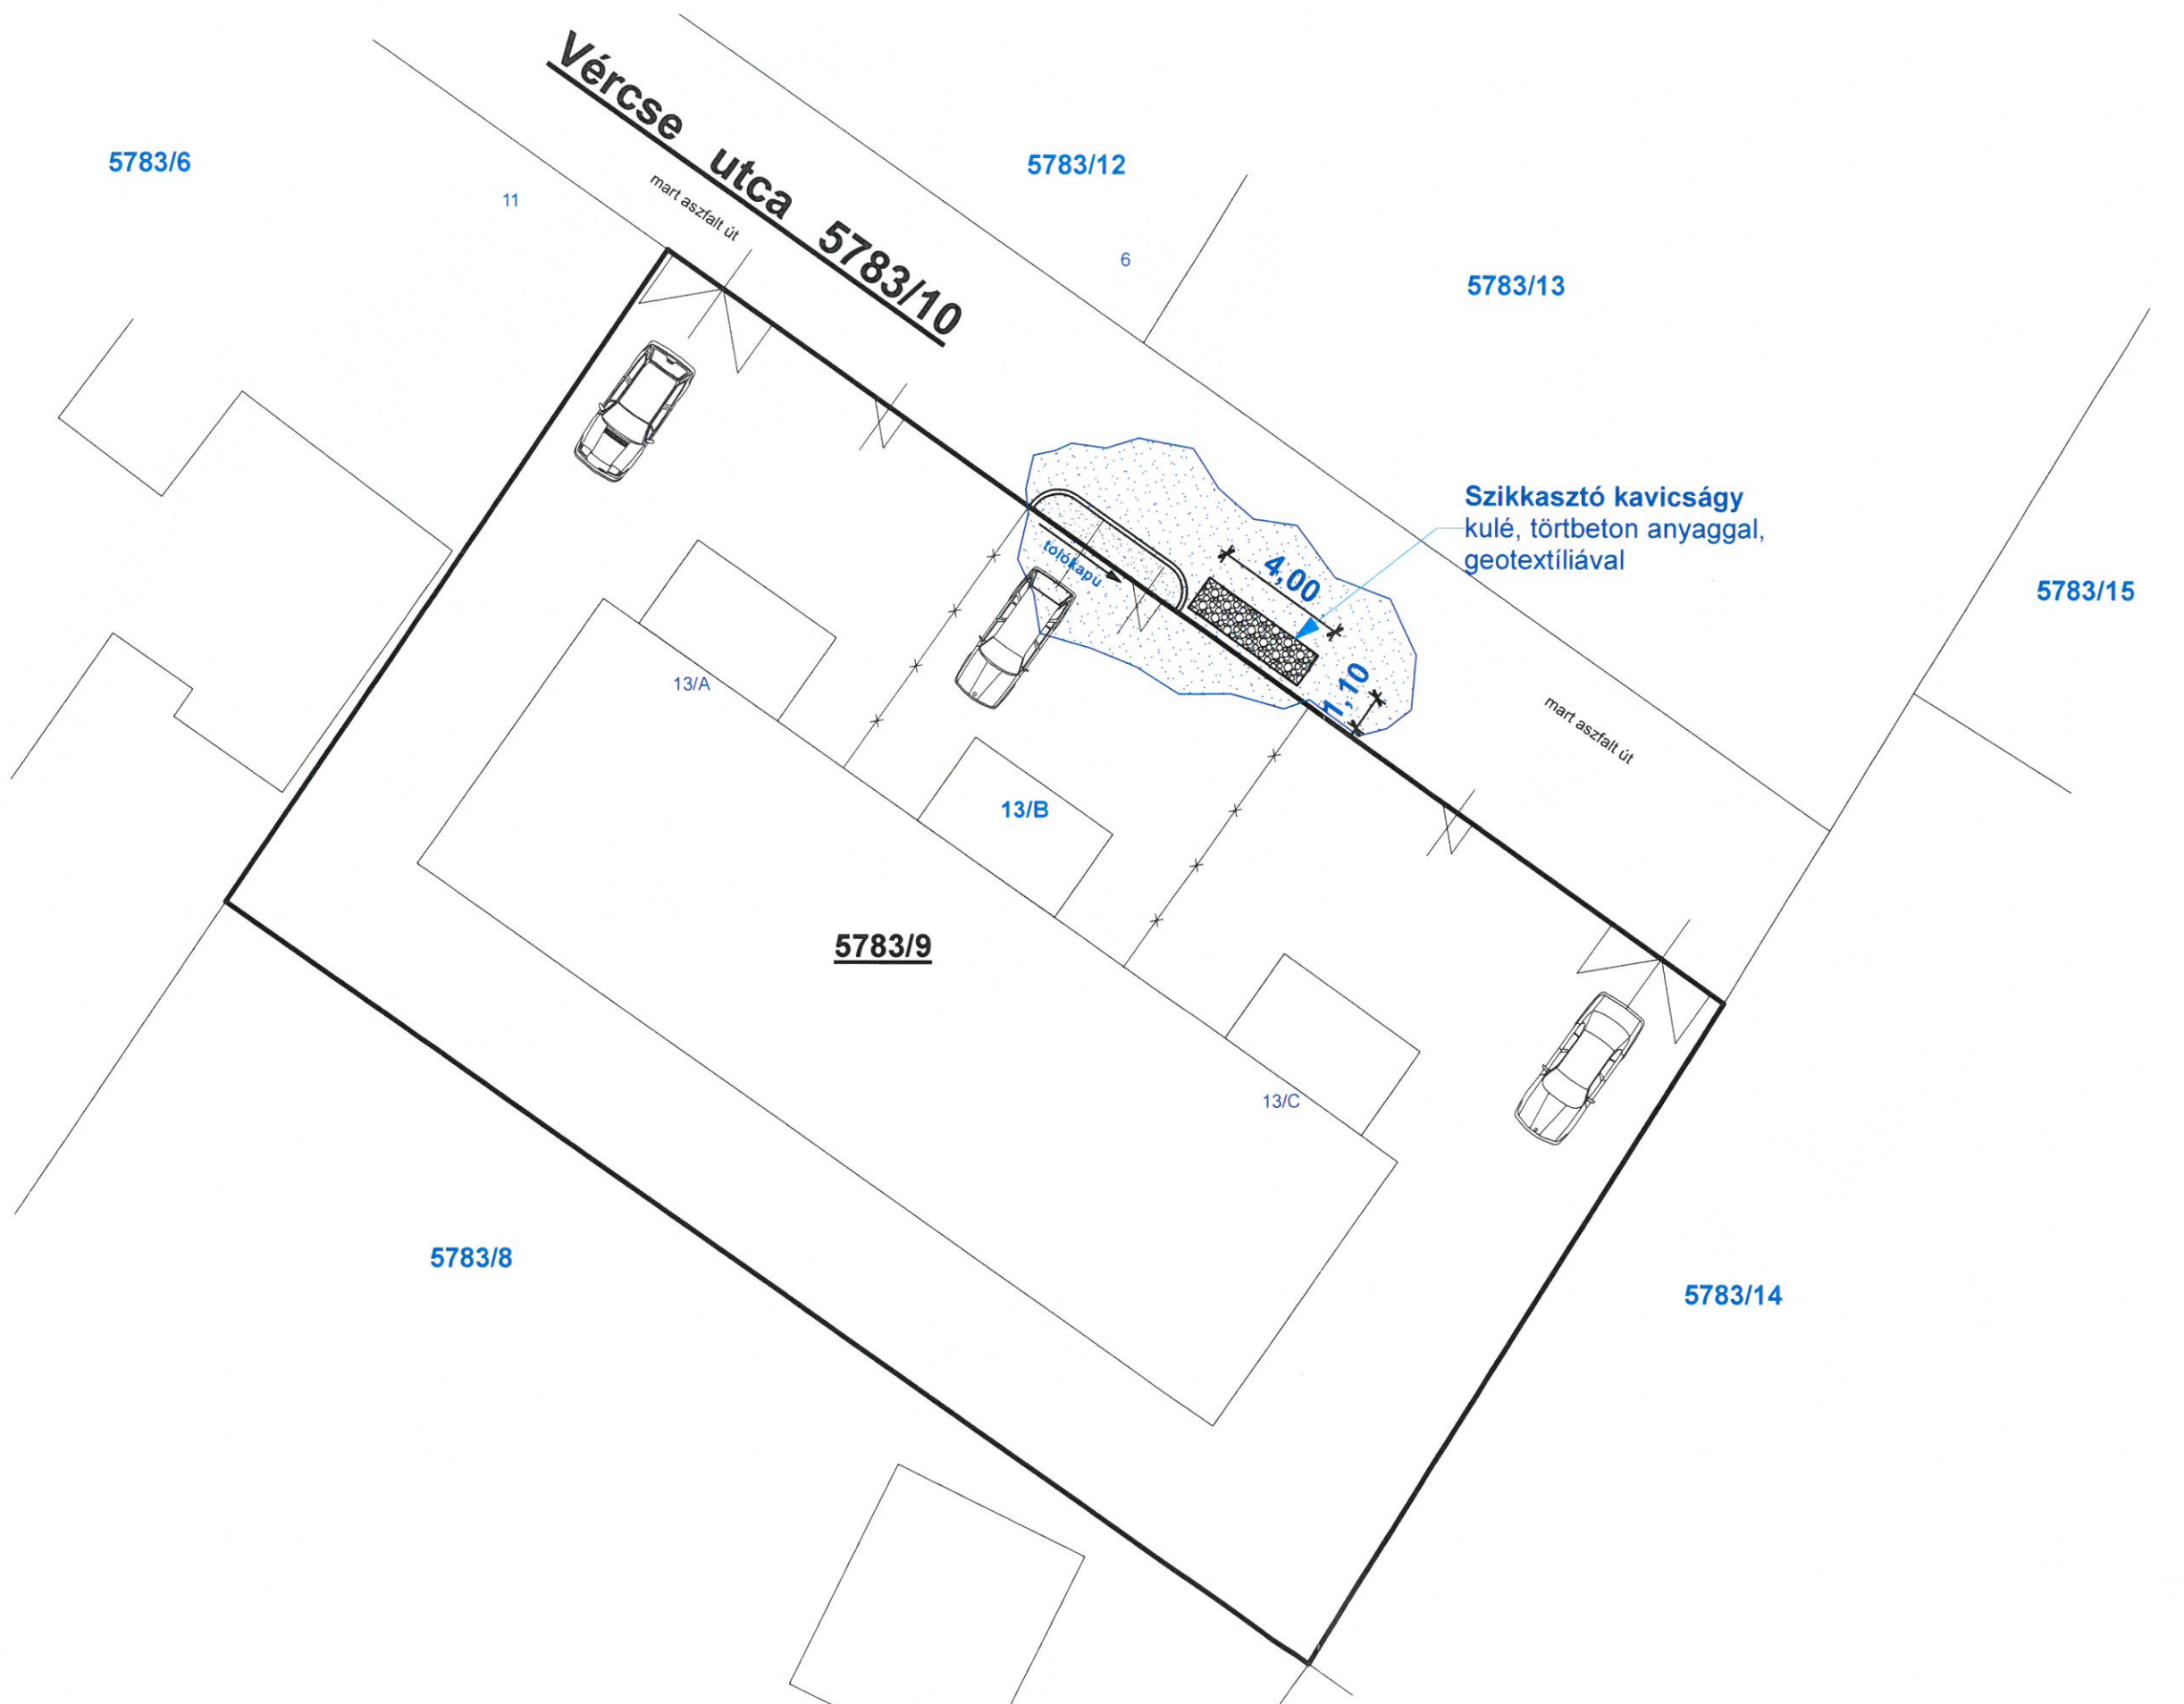 Vércse utca 5783/10
5783/6
5783/12
mart aszfalt út
11
6
5783/13
Szikkasztó kavicságy
kulé, törtbeton anyaggal,
geotextíliával
tolókapu
4,00
5783/15
1,10
13/A
mart aszfalt út
13/B
5783/9
13/C
5783/8
5783/14